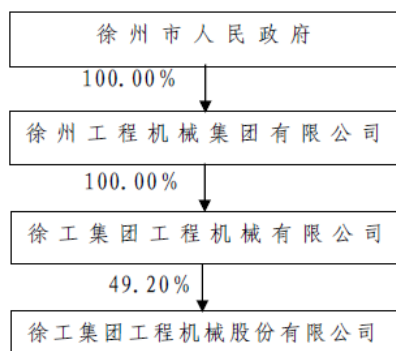 徐州市人民政府
100.00%
徐州工程机械集团有限公司
100.00%
徐工集团工程机械有限公司
49.20%
徐工集团工程机械股份有限公司